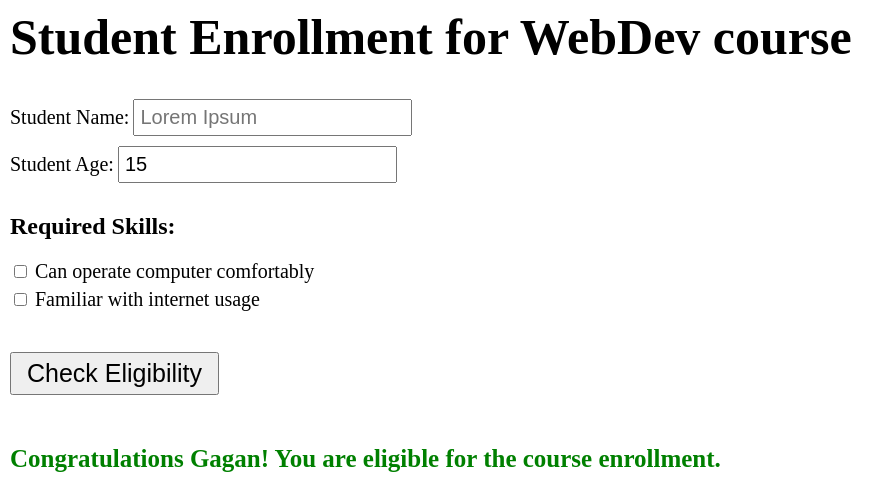 Student Enrollment for WebDev course
Student Name: Lorem Ipsum
Student Age: 15
Required Skills:
Can operate computer comfortably
Familiar with internet usage
Check Eligibility
Congratulations Gagan! You are eligible for the course enrollment.